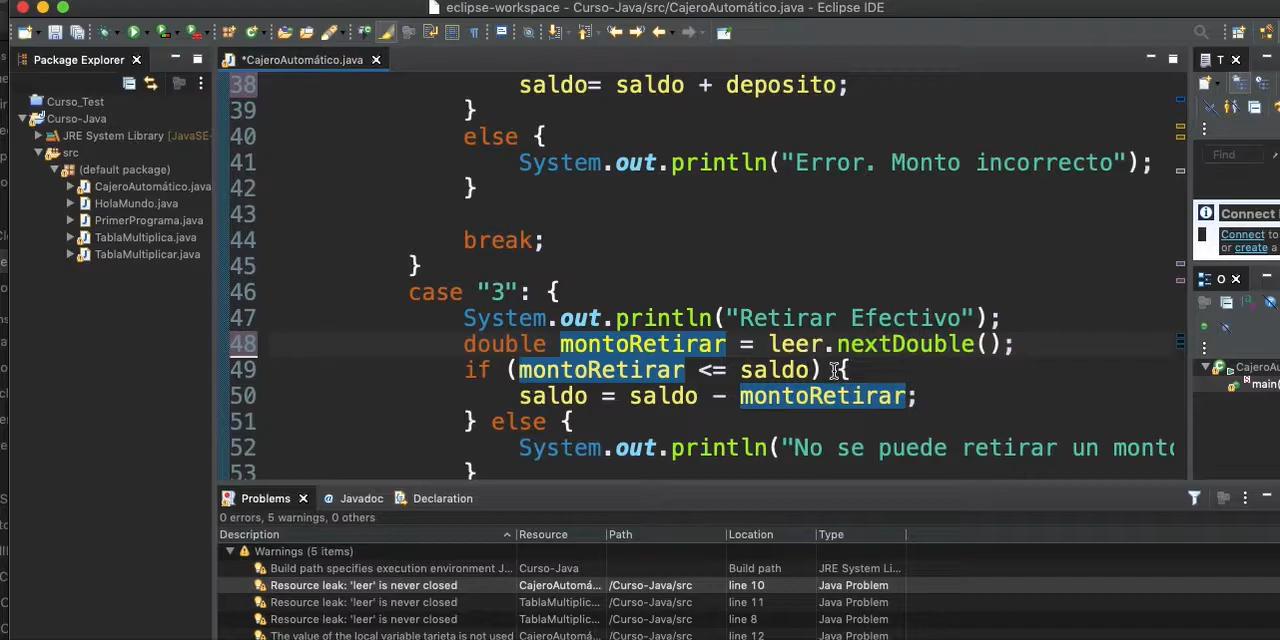 eclipse-workspace - Curso-Java/src/CajeroAutomático.java - Eclipse IDE
Package Explorer
*CajeroAutomático.java
T
Curso_Test
Curso-Java
JRE System Library [JavaSE-
src
(default package)
CajeroAutomático.java
HolaMundo.java
PrimerPrograma.java
TablaMultiplica.java
TablaMultiplicar.java
38 saldo= saldo + deposito;
39 }
40 else {
41 System.out.println("Error. Monto incorrecto");
42 }
43
44 break;
45 }
46 case "3": {
47 System.out.println("Retirar Efectivo");
48 double montoRetirar = leer.nextDouble();
49 if (montoRetirar <= saldo) {
50 saldo = saldo - montoRetirar;
51 } else {
52 System.out.println("No se puede retirar un monto
53 }
Find
Connect
Connect to
or create a
O
CajeroAu
main(
Problems
@ Javadoc
Declaration
0 errors, 5 warnings, 0 others
Description Resource Path Location Type
Warnings (5 items)
Build path specifies execution environment J... Curso-Java Build path JRE System Li...
Resource leak: 'leer' is never closed CajeroAutomá... /Curso-Java/src line 10 Java Problem
Resource leak: 'leer' is never closed TablaMultiplic... /Curso-Java/src line 11 Java Problem
Resource leak: 'leer' is never closed TablaMultiplic... /Curso-Java/src line 8 Java Problem
The value of the local variable tarjeta is not used CajeroAutomá... /Curso-Java/src line 12 Java Problem